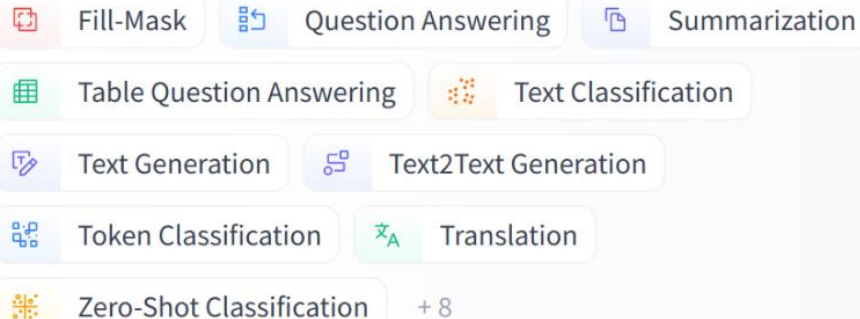 Fill-Mask Question Answering Summarization
Table Question Answering Text Classification
Text Generation Text2Text Generation
Token Classification Translation
Zero-Shot Classification + 8